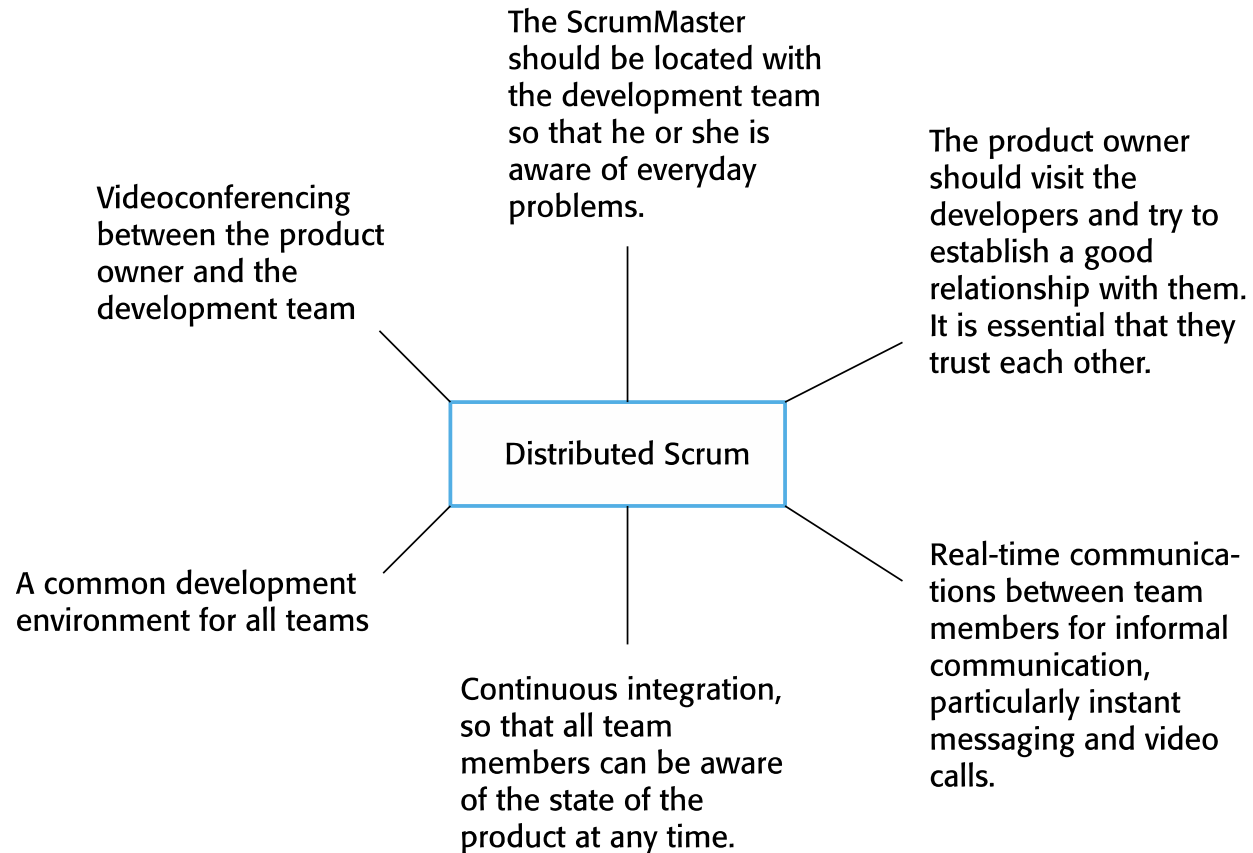 The ScrumMaster
should be located with
the development team
so that he or she is
aware of everyday
problems.
The product owner
should visit the
developers and try to
establish a good
relationship with them.
It is essential that they
trust each other.
Videoconferencing
between the product
owner and the
development team
Distributed Scrum
A common development
environment for all teams
Real-time communica-
tions between team
members for informal
communication,
particularly instant
messaging and video
calls.
Continuous integration,
so that all team
members can be aware
of the state of the
product at any time.